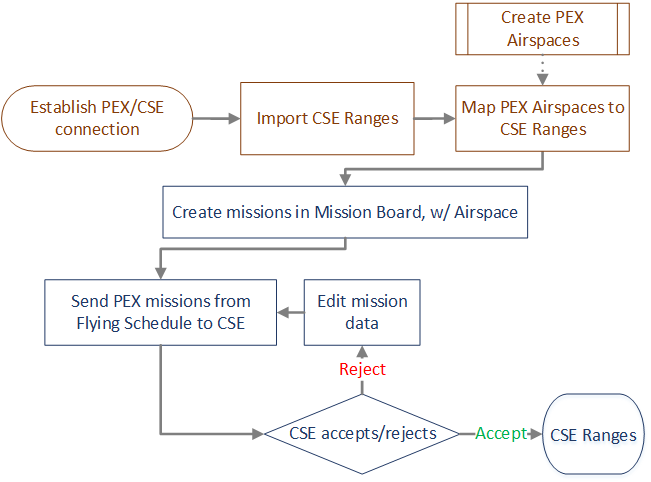 Create PEX
Airspaces
Establish PEX/CSE
connection
Import CSE Ranges
Map PEX Airspaces to
CSE Ranges
Create missions in Mission Board, w/ Airspace
Send PEX missions from
Flying Schedule to CSE
Edit mission
data
Reject
CSE accepts/rejects
Accept
CSE Ranges